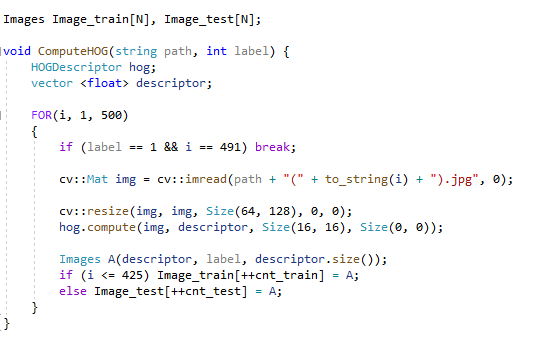 Images Image_train[N], Image_test[N];
void ComputeHOG(string path, int label) {
HOGDescriptor hog;
vector <float> descriptor;
FOR(i, 1, 500)
{
if (label == 1 && i == 491) break;
cv::Mat img = cv::imread(path + "(" + to_string(i) + ").jpg", 0);
cv::resize(img, img, Size(64, 128), 0, 0);
hog.compute(img, descriptor, Size(16, 16), Size(0, 0));
Images A(descriptor, label, descriptor.size());
if (i <= 425) Image_train[++cnt_train] = A;
else Image_test[++cnt_test] = A;
}
}